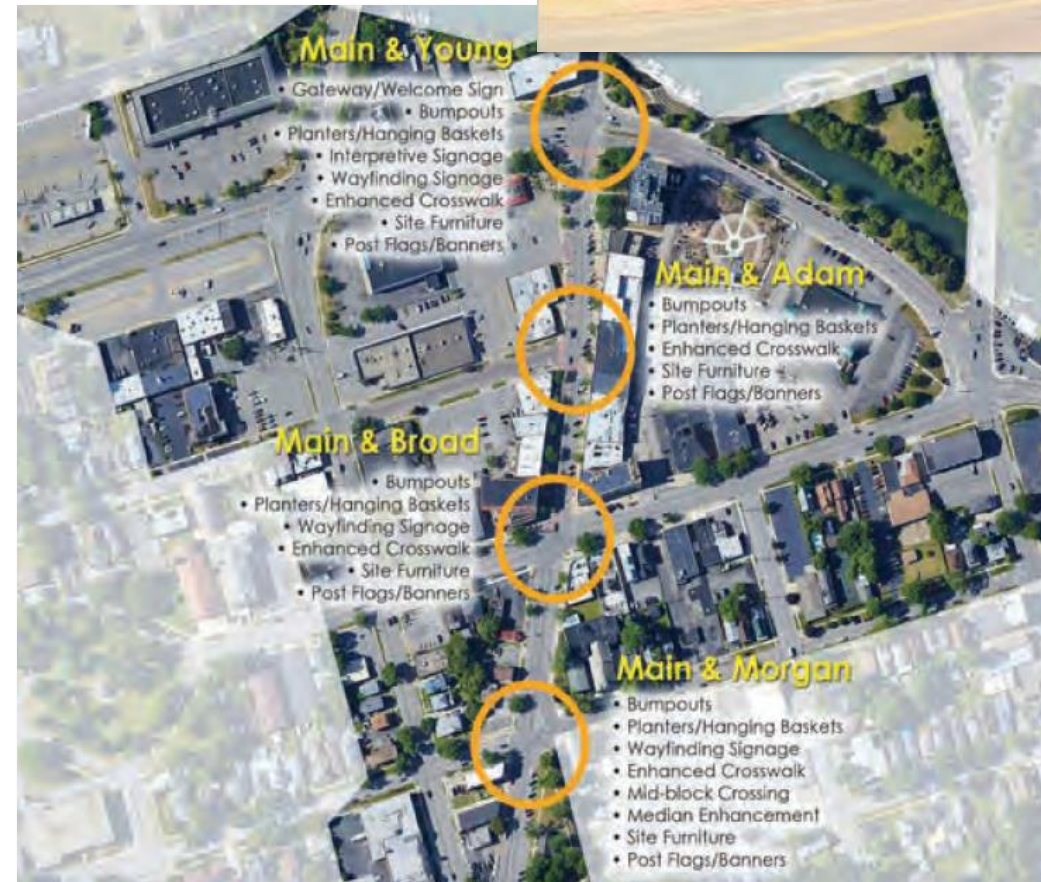 Main & Young
• Gateway/Welcome Sign
• Bumpouts
• Planters/Hanging Baskets
• Interpretive Signage
• Wayfinding Signage
• Enhanced Crosswalk
• Site Furniture
• Post Flags/Banners
Main & Adam
• Bumpouts
• Planters/Hanging Baskets
• Enhanced Crosswalk
• Site Furniture
• Post Flags/Banners
Main & Broad
• Bumpouts
• Planters/Hanging Baskets
• Wayfinding Signage
• Enhanced Crosswalk
• Site Furniture
• Post Flags/Banners
Main & Morgan
• Bumpouts
• Planters/Hanging Baskets
• Wayfinding Signage
• Enhanced Crosswalk
• Mid-block Crossing
• Median Enhancement
• Site Furniture
• Post Flags/Banners